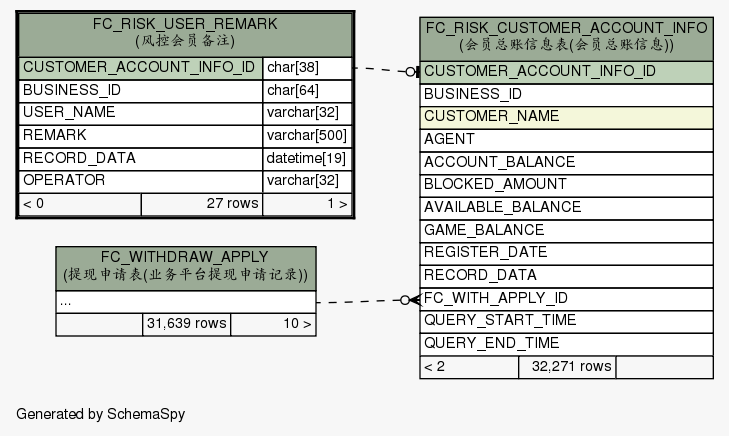 FC_RISK_USER_REMARK
(风控会员备注)
CUSTOMER_ACCOUNT_INFO_ID char[38]
BUSINESS_ID char[64]
USER_NAME varchar[32]
REMARK varchar[500]
RECORD_DATA datetime[19]
OPERATOR varchar[32]
< 0 27 rows 1 >
FC_RISK_CUSTOMER_ACCOUNT_INFO
(会员总账信息表(会员总账信息))
CUSTOMER_ACCOUNT_INFO_ID
BUSINESS_ID
CUSTOMER_NAME
AGENT
ACCOUNT_BALANCE
BLOCKED_AMOUNT
AVAILABLE_BALANCE
GAME_BALANCE
REGISTER_DATE
RECORD_DATA
FC_WITH_APPLY_ID
QUERY_START_TIME
QUERY_END_TIME
< 2 32,271 rows
FC_WITHDRAW_APPLY
(提现申请表(业务平台提现申请记录))
...
31,639 rows 10 >
Generated by SchemaSpy